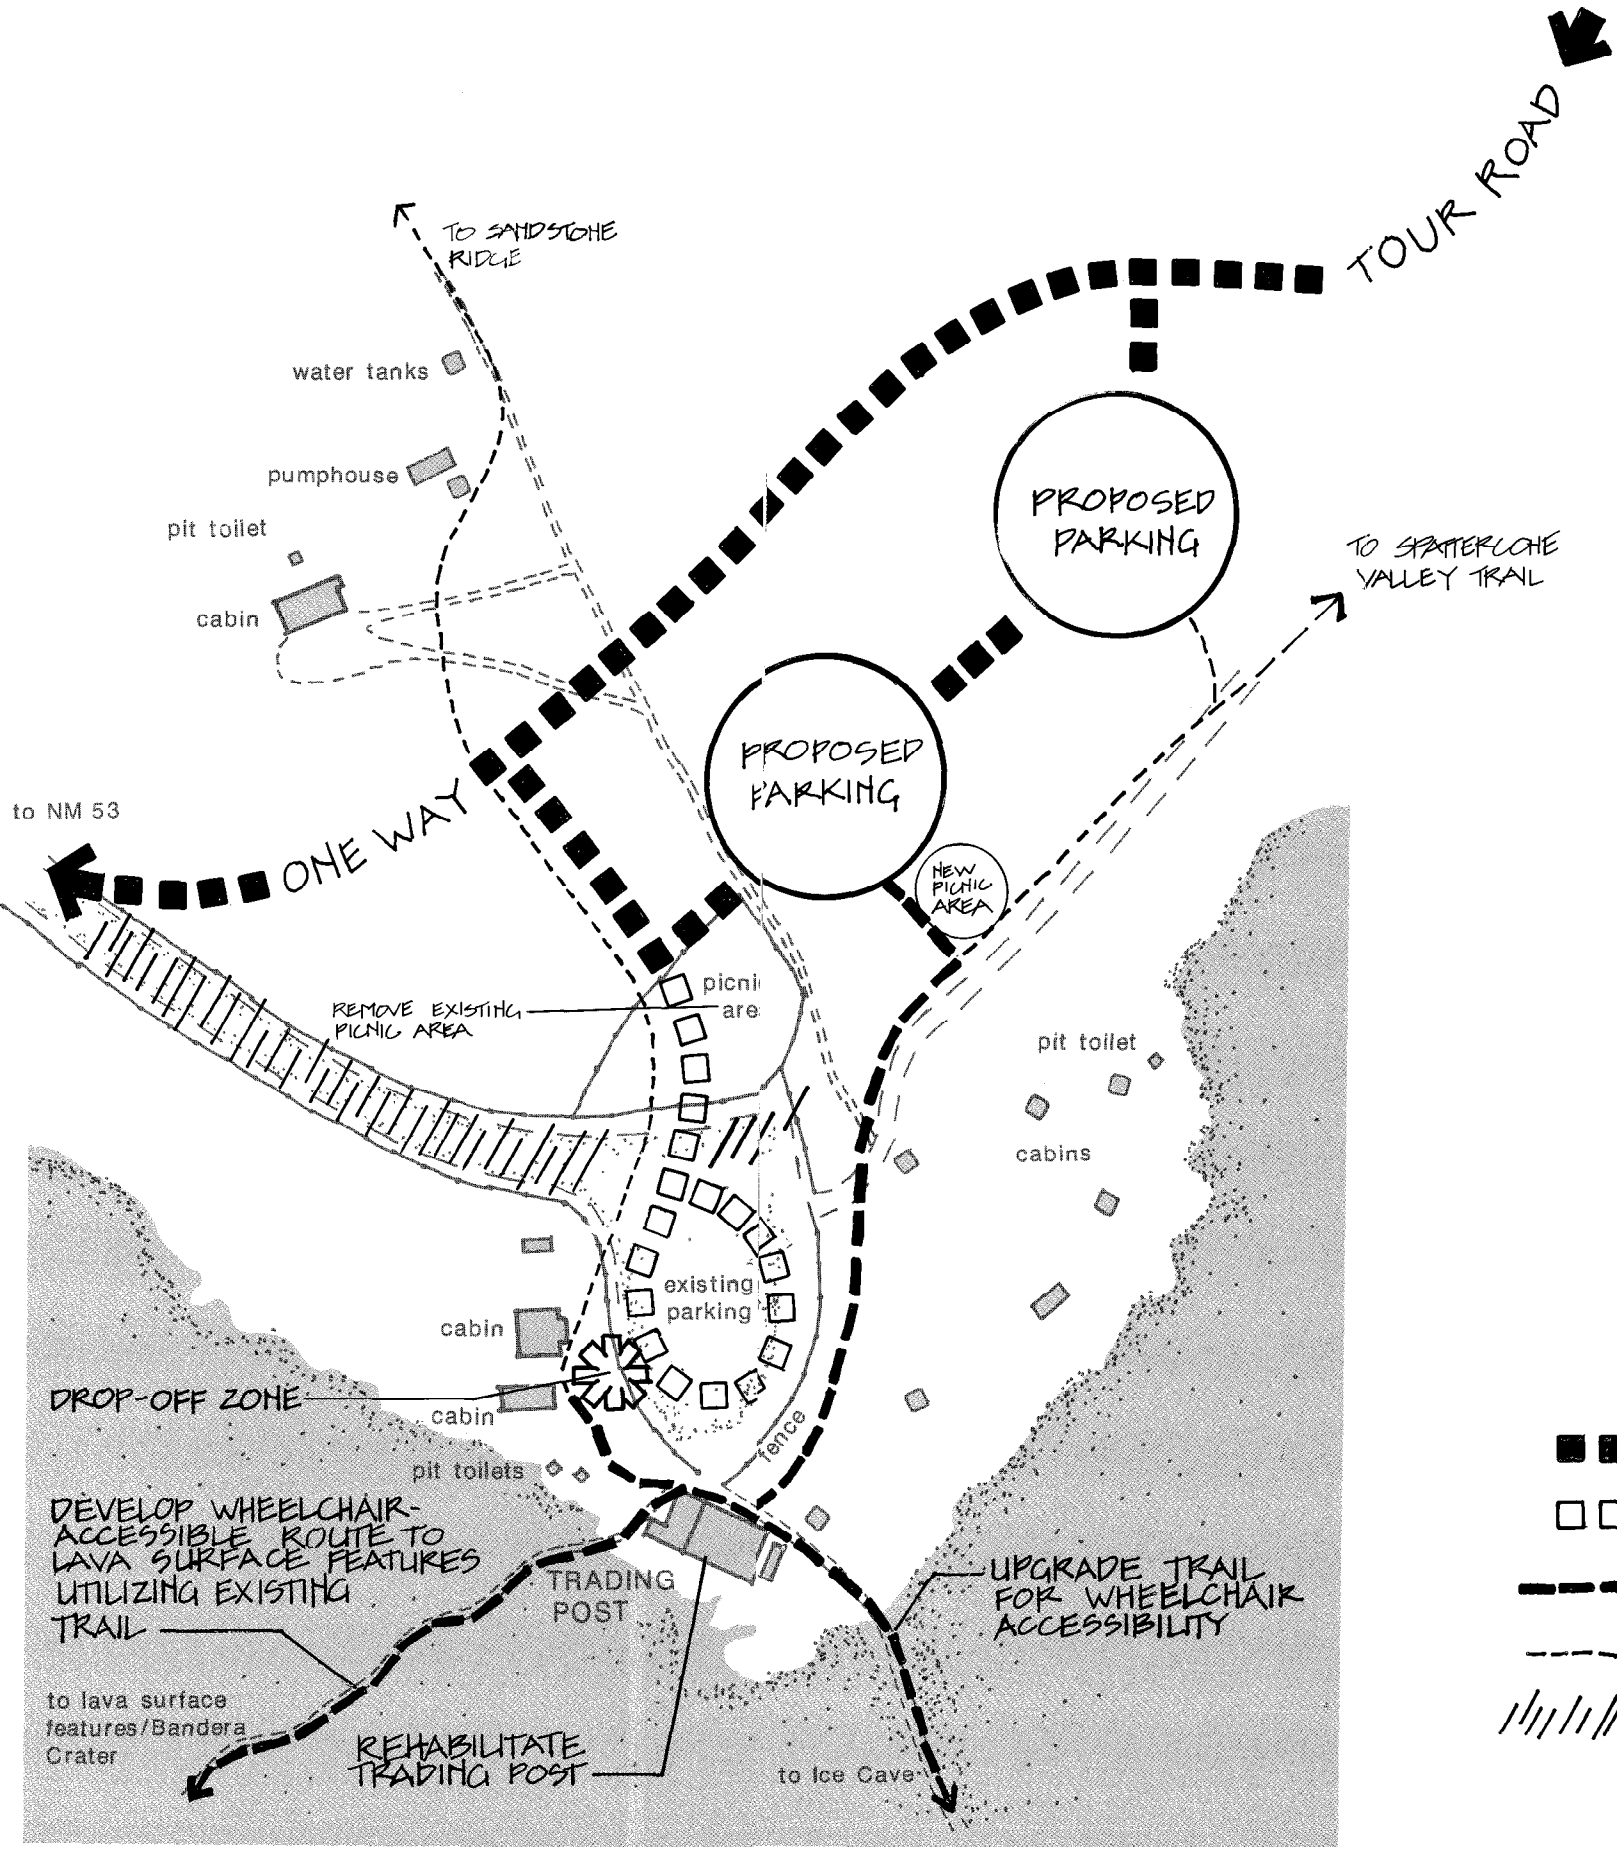 TOUR ROAD
TO SANDSTONE
RIDGE
water tanks
pumphouse
pit toilet
cabin
PROPOSED
PARKING
TO SPATTERCONE
VALLEY TRAIL
PROPOSED
PARKING
to NM 53
ONE WAY
NEW
PICNIC
AREA
REMOVE EXISTING
PICNIC AREA
picni
are
pit toilet
cabins
existing
parking
cabin
DROP-OFF ZONE
cabin
fence
pit toilets
DEVELOP WHEELCHAIR-
ACCESSIBLE ROUTE TO
LAVA SURFACE FEATURES
UTILIZING EXISTING
TRAIL
TRADING
POST
UPGRADE TRAIL
FOR WHEELCHAIR
ACCESSIBILITY
to lava surface
features/Bandera
Crater
REHABILITATE
TRADING POST
to Ice Cave